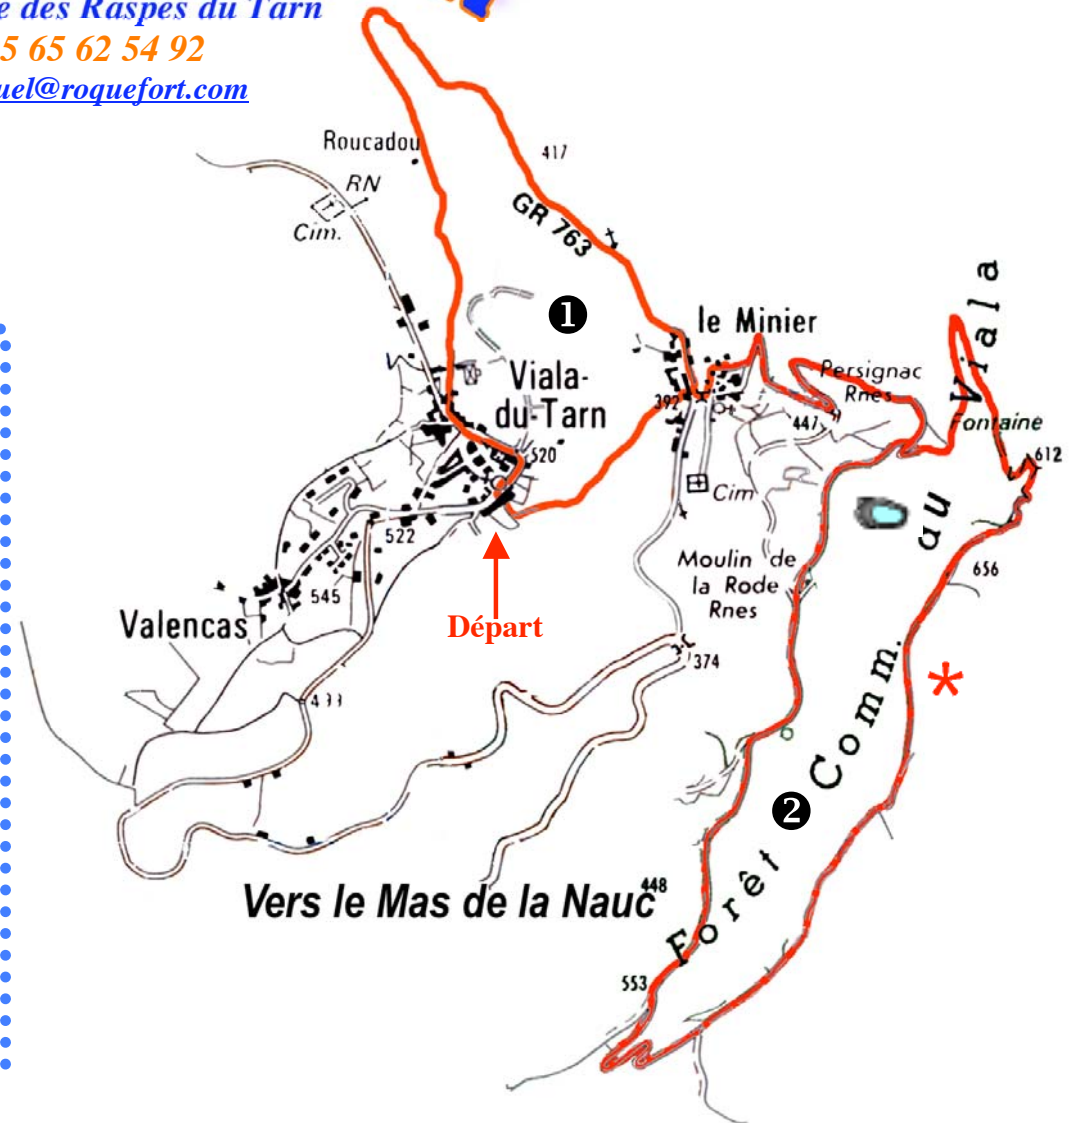 e des Raspes du Tarn
5 65 62 54 92
uel@roquefort.com
Roucadou
417
RN
Cim.
GR 763
Viala
❶
le Minier
Persignac
Rnes
Viala-
du-Tarn
392
447
Fontaine
520
612
Cim
au
522
Moulin de
la Rode
Rnes
656
545
Valencas
Départ
374
*
Comm.
❷
Vers le Mas de la Nauc
448
Forêt
553